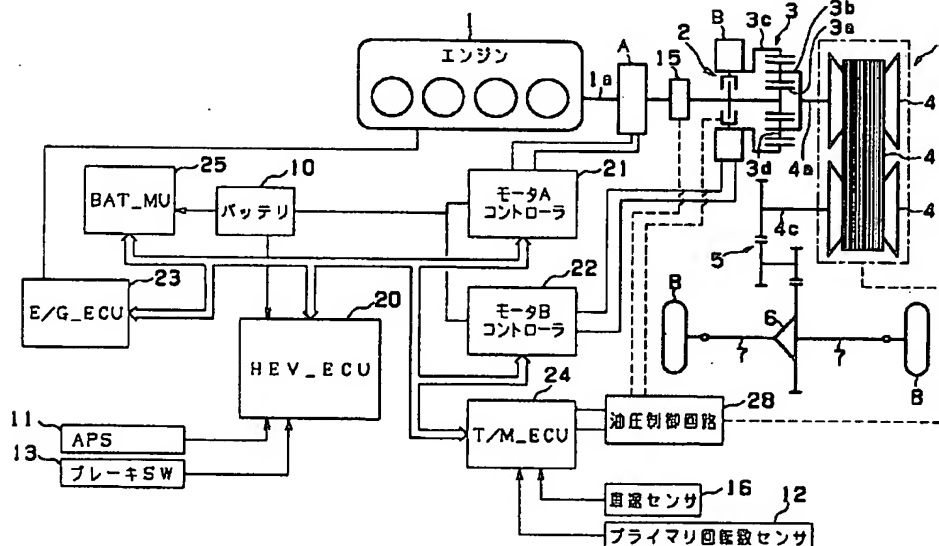 1
エンジン
1a
A
15
2
B
3c
3
3b
3a
4
4
4
3d
4a
4c
5
25
BAT_MU
10
バッテリ
21
モータA
コントローラ
22
モータB
コントローラ
23
E/G_ECU
20
HEV_ECU
24
T/M_ECU
28
油圧制御回路
6
7
7
B
B
11
APS
13
ブレーキSW
車速センサ
16
12
プライマリ回転数センサ